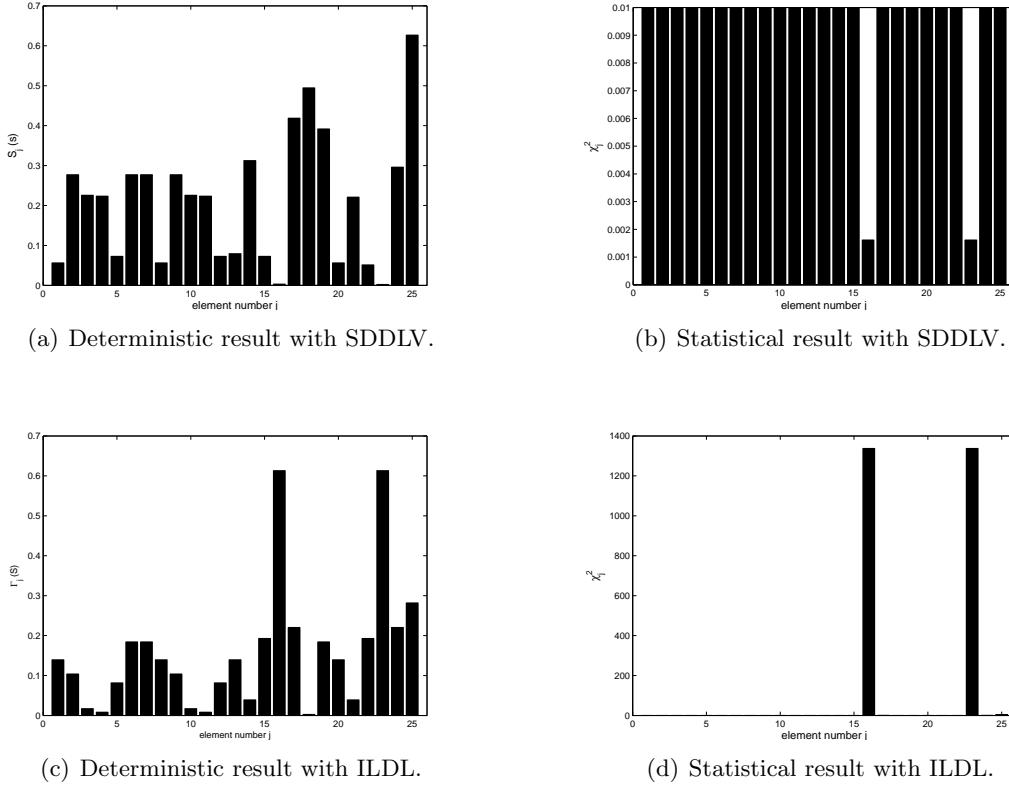 0.7
0.6
0.5
0.4
0.3
0.2
0.1
0
S_j (s)
0 5 10 15 20 25
element number j
(a) Deterministic result with SDDLV.
0.01
0.009
0.008
0.007
0.006
0.005
0.004
0.003
0.002
0.001
0
χ_j^2
0 5 10 15 20 25
element number j
(b) Statistical result with SDDLV.
0.7
0.6
0.5
0.4
0.3
0.2
0.1
0
Γ_j (S)
0 5 10 15 20 25
element number j
(c) Deterministic result with ILDL.
1400
1200
1000
800
600
400
200
0
χ_j^2
0 5 10 15 20 25
element number j
(d) Statistical result with ILDL.